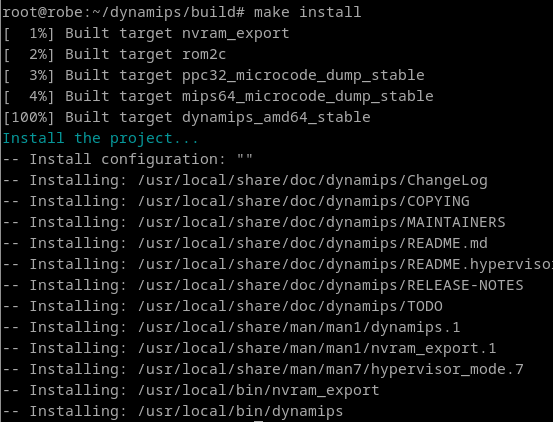 root@robe:~/dynamips/build# make install
[  1%] Built target nvram_export
[  2%] Built target rom2c
[  3%] Built target ppc32_microcode_dump_stable
[  4%] Built target mips64_microcode_dump_stable
[100%] Built target dynamips_amd64_stable
Install the project...
-- Install configuration: ""
-- Installing: /usr/local/share/doc/dynamips/ChangeLog
-- Installing: /usr/local/share/doc/dynamips/COPYING
-- Installing: /usr/local/share/doc/dynamips/MAINTAINERS
-- Installing: /usr/local/share/doc/dynamips/README.md
-- Installing: /usr/local/share/doc/dynamips/README.hypervisor
-- Installing: /usr/local/share/doc/dynamips/RELEASE-NOTES
-- Installing: /usr/local/share/doc/dynamips/TODO
-- Installing: /usr/local/share/man/man1/dynamips.1
-- Installing: /usr/local/share/man/man1/nvram_export.1
-- Installing: /usr/local/share/man/man7/hypervisor_mode.7
-- Installing: /usr/local/bin/nvram_export
-- Installing: /usr/local/bin/dynamips